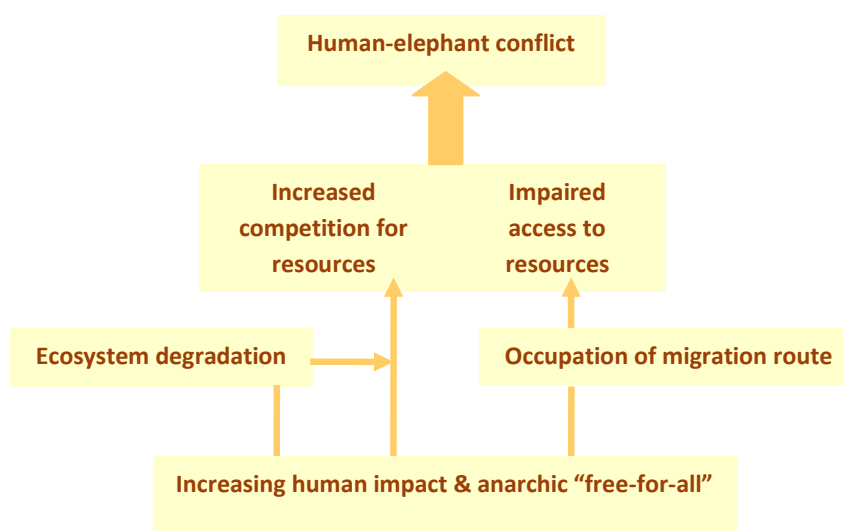 Human-elephant conflict
Increased
competition for
resources
Impaired
access to
resources
Ecosystem degradation
Occupation of migration route
Increasing human impact & anarchic “free-for-all”